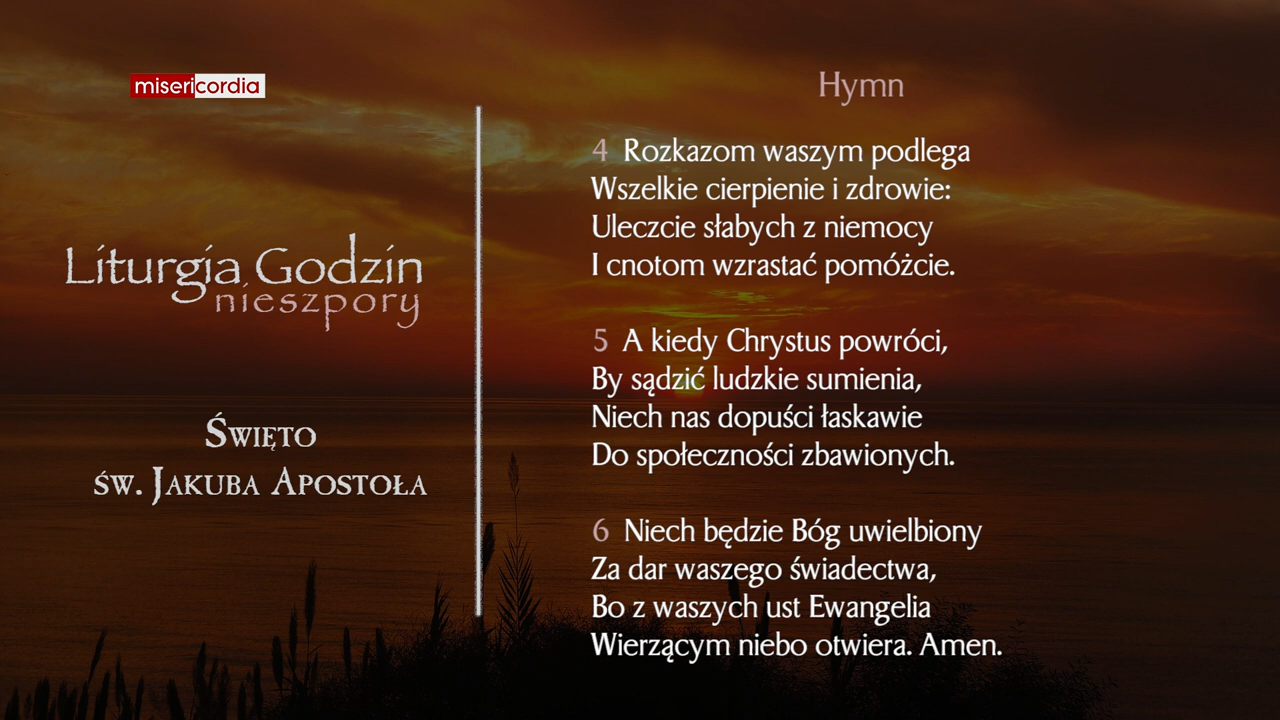 misericordia
Liturgia Godzin
nieszpory
Święto
św. Jakuba Apostoła
Hymn
4 Rozkazom waszym podlega
Wszelkie cierpienie i zdrowie:
Uleczcie słabych z niemocy
I cnotom wzrastać pomóżcie.
5 A kiedy Chrystus powróci,
By sądzić ludzkie sumienia,
Niech nas dopuści łaskawie
Do społeczności zbawionych.
6 Niech będzie Bóg uwielbiony
Za dar waszego świadectwa,
Bo z waszych ust Ewangelia
Wierzącym niebo otwiera. Amen.